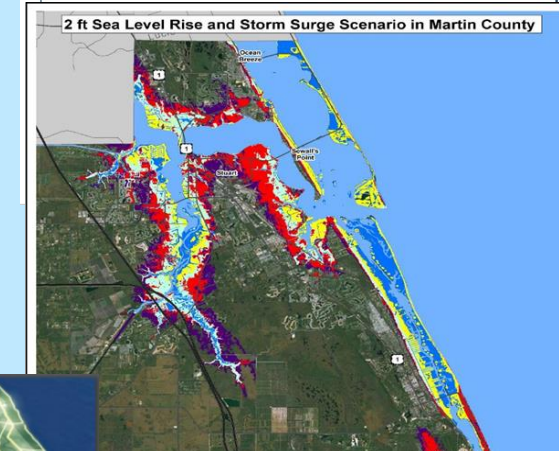 2 ft Sea Level Rise and Storm Surge Scenario in Martin County
Ocean
Breeze
1
1
Sewall's
Point
Stuart
1